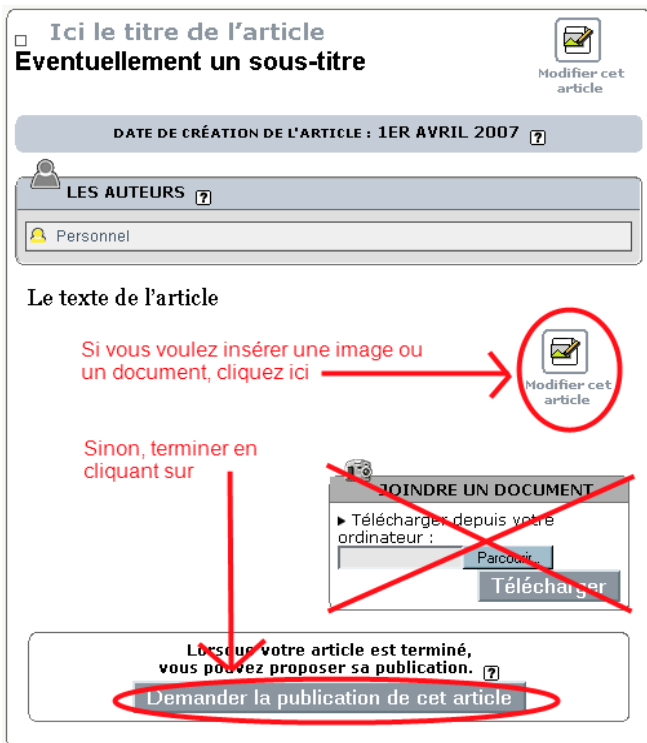 Ici le titre de l'article
Eventuellement un sous-titre
Modifier cet
article
DATE DE CRÉATION DE L'ARTICLE : 1ER AVRIL 2007 ?
LES AUTEURS ?
Personnel
Le texte de l'article
Si vous voulez insérer une image ou
un document, cliquez ici
Modifier cet
article
Sinon, terminer en
cliquant sur
JOINDRE UN DOCUMENT
Télécharger depuis votre
ordinateur :
Parcourir...
Télécharger
Lorsque votre article est terminé,
vous pouvez proposer sa publication. ?
Demander la publication de cet article